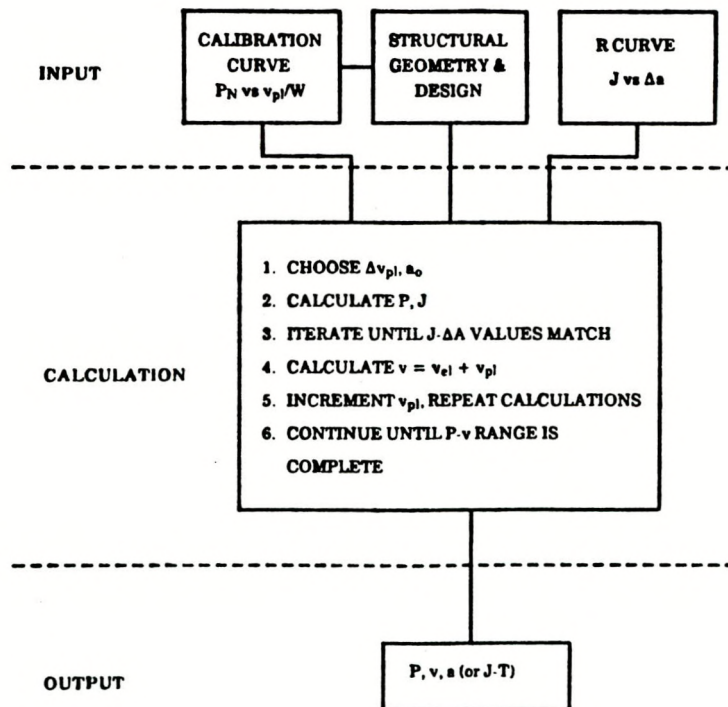 INPUT
CALIBRATION
CURVE
P_N vs v_pl/W
STRUCTURAL
GEOMETRY &
DESIGN
R CURVE
J vs Δa
CALCULATION
1. CHOOSE Δv_pl, a_o
2. CALCULATE P, J
3. ITERATE UNTIL J-ΔA VALUES MATCH
4. CALCULATE v = v_el + v_pl
5. INCREMENT v_pl, REPEAT CALCULATIONS
6. CONTINUE UNTIL P-v RANGE IS
COMPLETE
OUTPUT
P, v, a (or J-T)